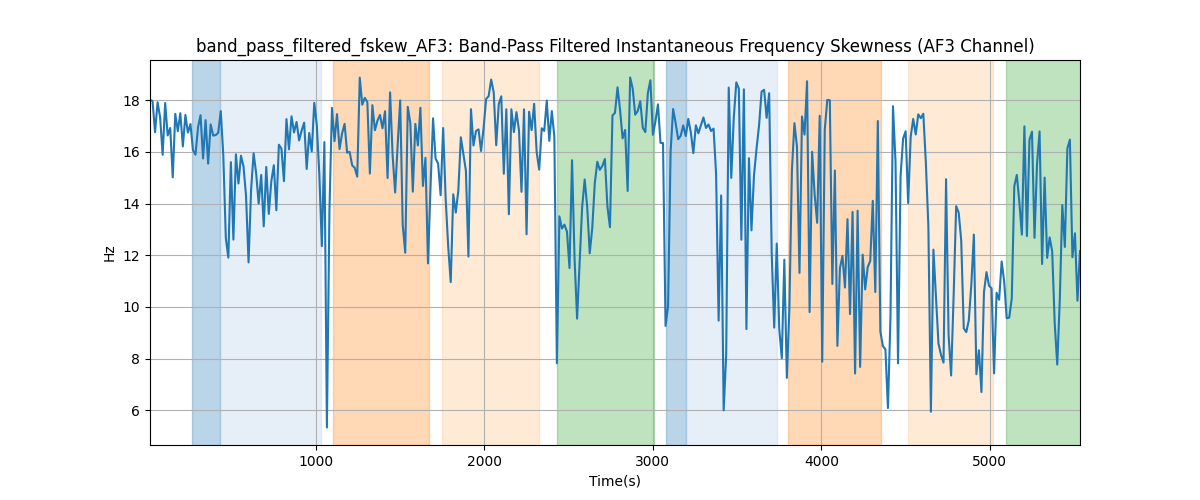 band_pass_filtered_fskew_AF3: Band-Pass Filtered Instantaneous Frequency Skewness (AF3 Channel)
Hz
18
16
14
12
10
8
6
1000 2000 3000 4000 5000
Time(s)